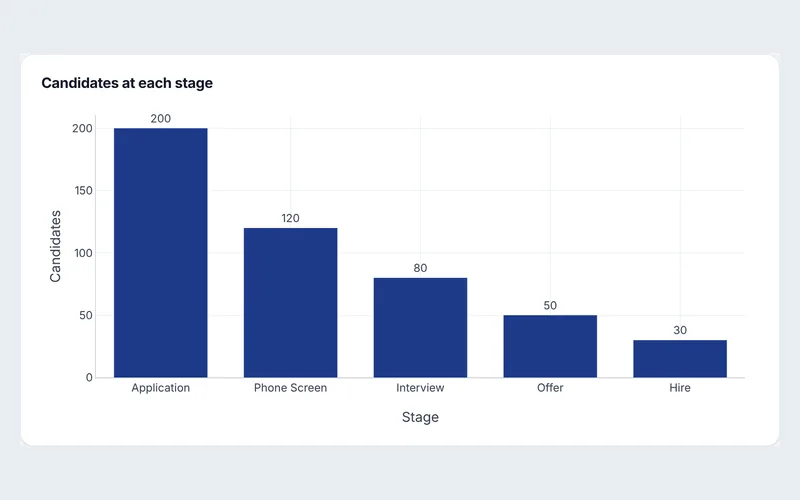 Candidates at each stage
200
150
100
50
0
Candidates
200
120
80
50
30
Application
Phone Screen
Interview
Offer
Hire
Stage